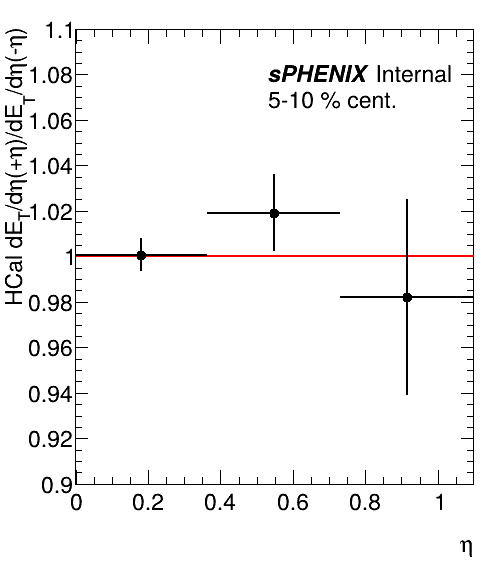 HCal dE_T/dη(+η)/dE_T/dη(-η)
1.1
1.08
1.06
1.04
1.02
1
0.98
0.96
0.94
0.92
0.9
sPHENIX Internal
5-10 % cent.
0 0.2 0.4 0.6 0.8 1
η